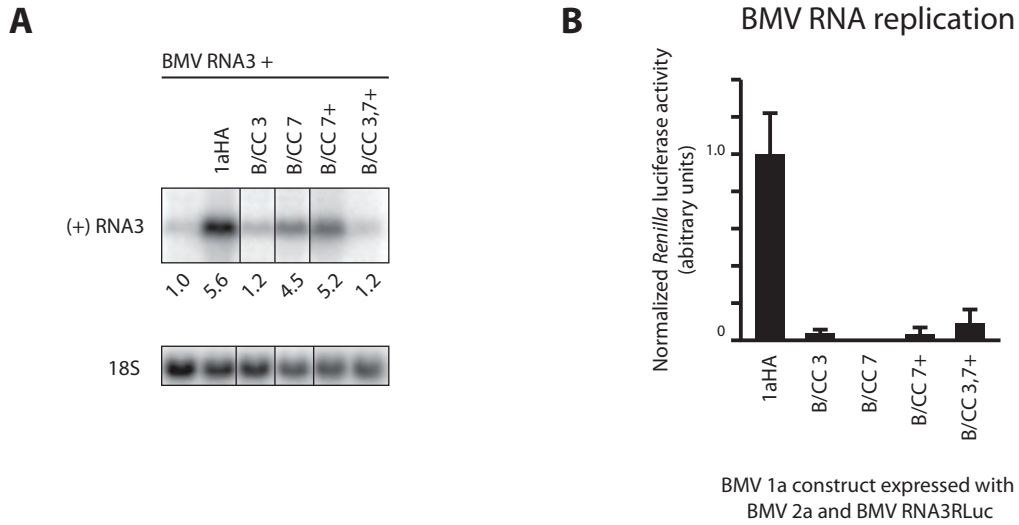 A
BMV RNA3 +
1aHA
B/CC 3
B/CC 7
B/CC 7+
B/CC 3,7+
(+) RNA3
1.0 5.6 1.2 4.5 5.2 1.2
18S
B
BMV RNA replication
Normalized Renilla luciferase activity
(abitrary units)
1.0
0
1aHA
B/CC 3
B/CC 7
B/CC 7+
B/CC 3,7+
BMV 1a construct expressed with
BMV 2a and BMV RNA3RLuc